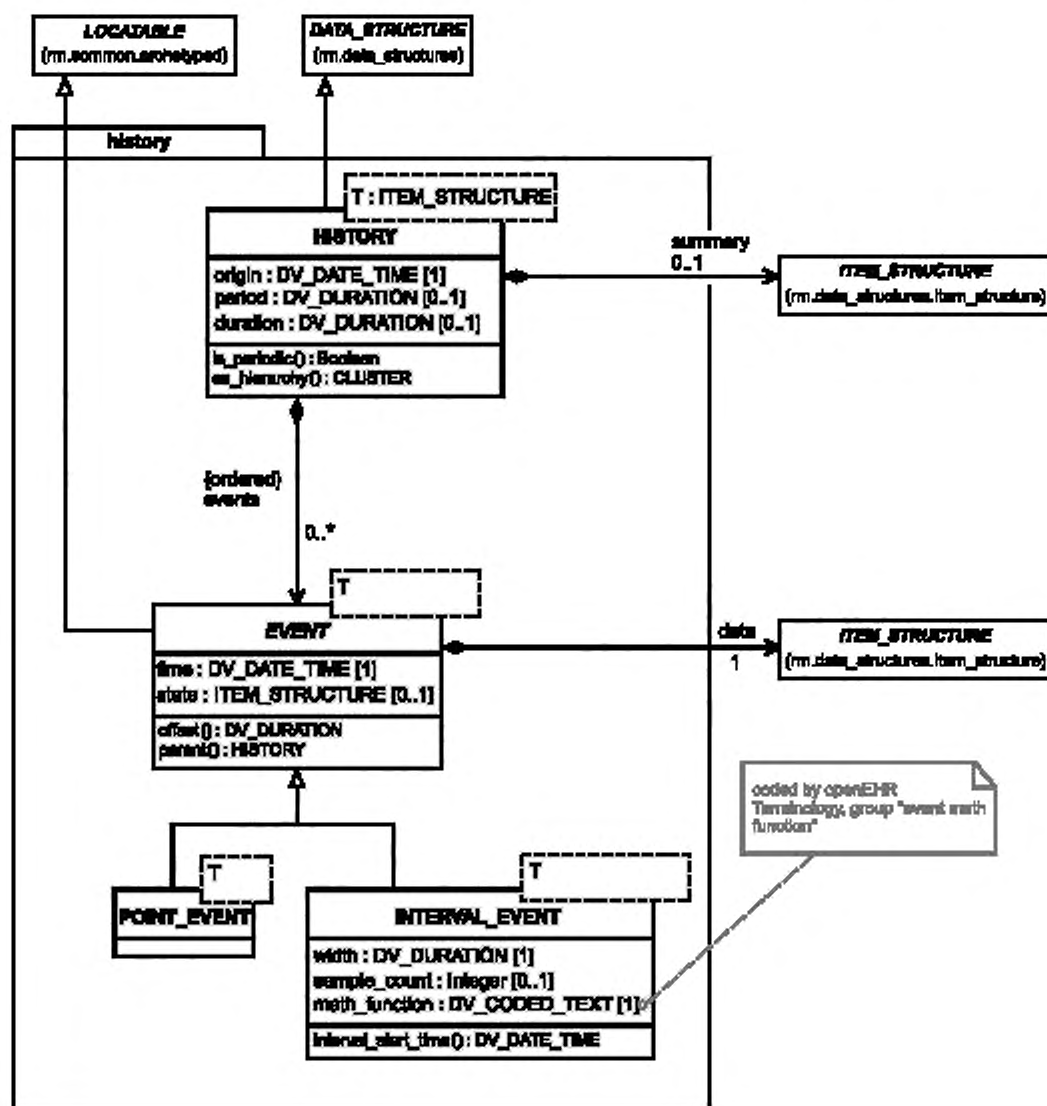 LOCATABLE
(rm.common.archetyped)
DATA_STRUCTURE
(rm.data_structures)
history
T : ITEM_STRUCTURE
HISTORY
origin : DV_DATE_TIME [1]
period : DV_DURATION [0..1]
duration : DV_DURATION [0..1]
is_periodic() : Boolean
as_hierarchy() : CLUSTER
summary
0..1
ITEM_STRUCTURE
(rm.data_structures.item_structure)
{ordered}
events
0..*
T
EVENT
time : DV_DATE_TIME [1]
state : ITEM_STRUCTURE [0..1]
offset() : DV_DURATION
parent() : HISTORY
data
1
ITEM_STRUCTURE
(rm.data_structures.item_structure)
coded by openEHR
Terminology, group "event math
function"
T
POINT_EVENT
T
INTERVAL_EVENT
width : DV_DURATION [1]
sample_count : Integer [0..1]
math_function : DV_CODED_TEXT [1]
interval_start_time() : DV_DATE_TIME